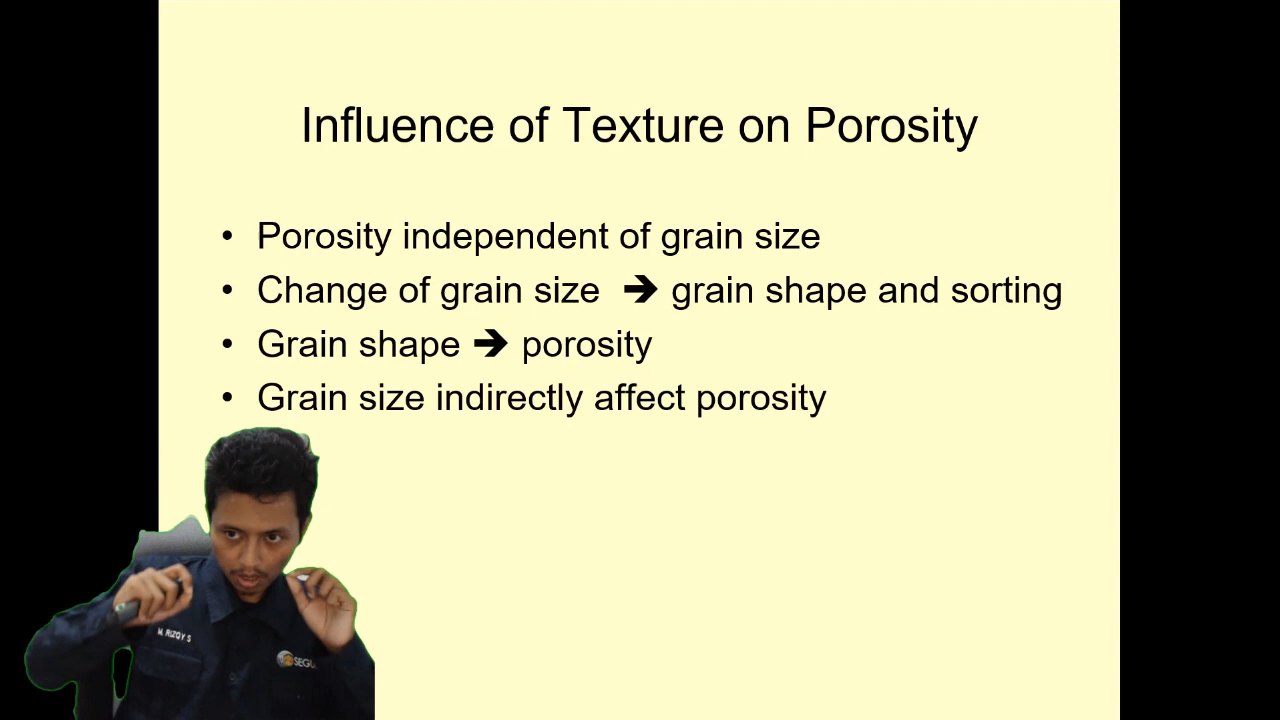 Influence of Texture on Porosity
• Porosity independent of grain size
• Change of grain size ➔ grain shape and sorting
• Grain shape ➔ porosity
• Grain size indirectly affect porosity
M. RIZQY S